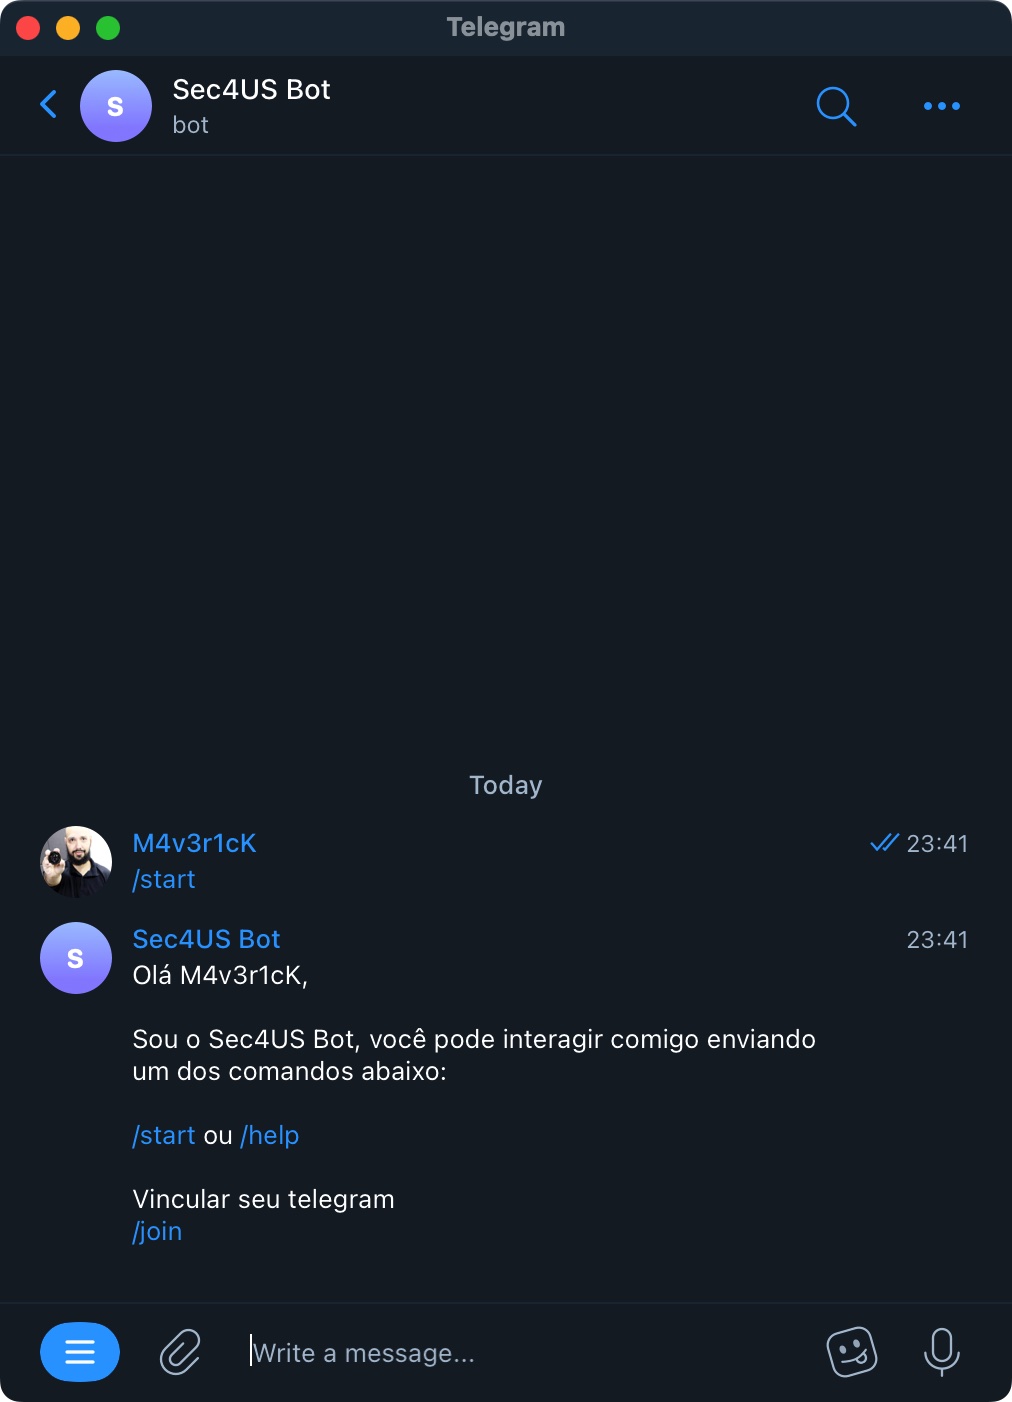 Telegram
S
Sec4US Bot
bot
Today
M4v3r1cK
23:41
/start
S
Sec4US Bot
23:41
Olá M4v3r1cK,
Sou o Sec4US Bot, você pode interagir comigo enviando
um dos comandos abaixo:
/start ou /help
Vincular seu telegram
/join
Write a message...